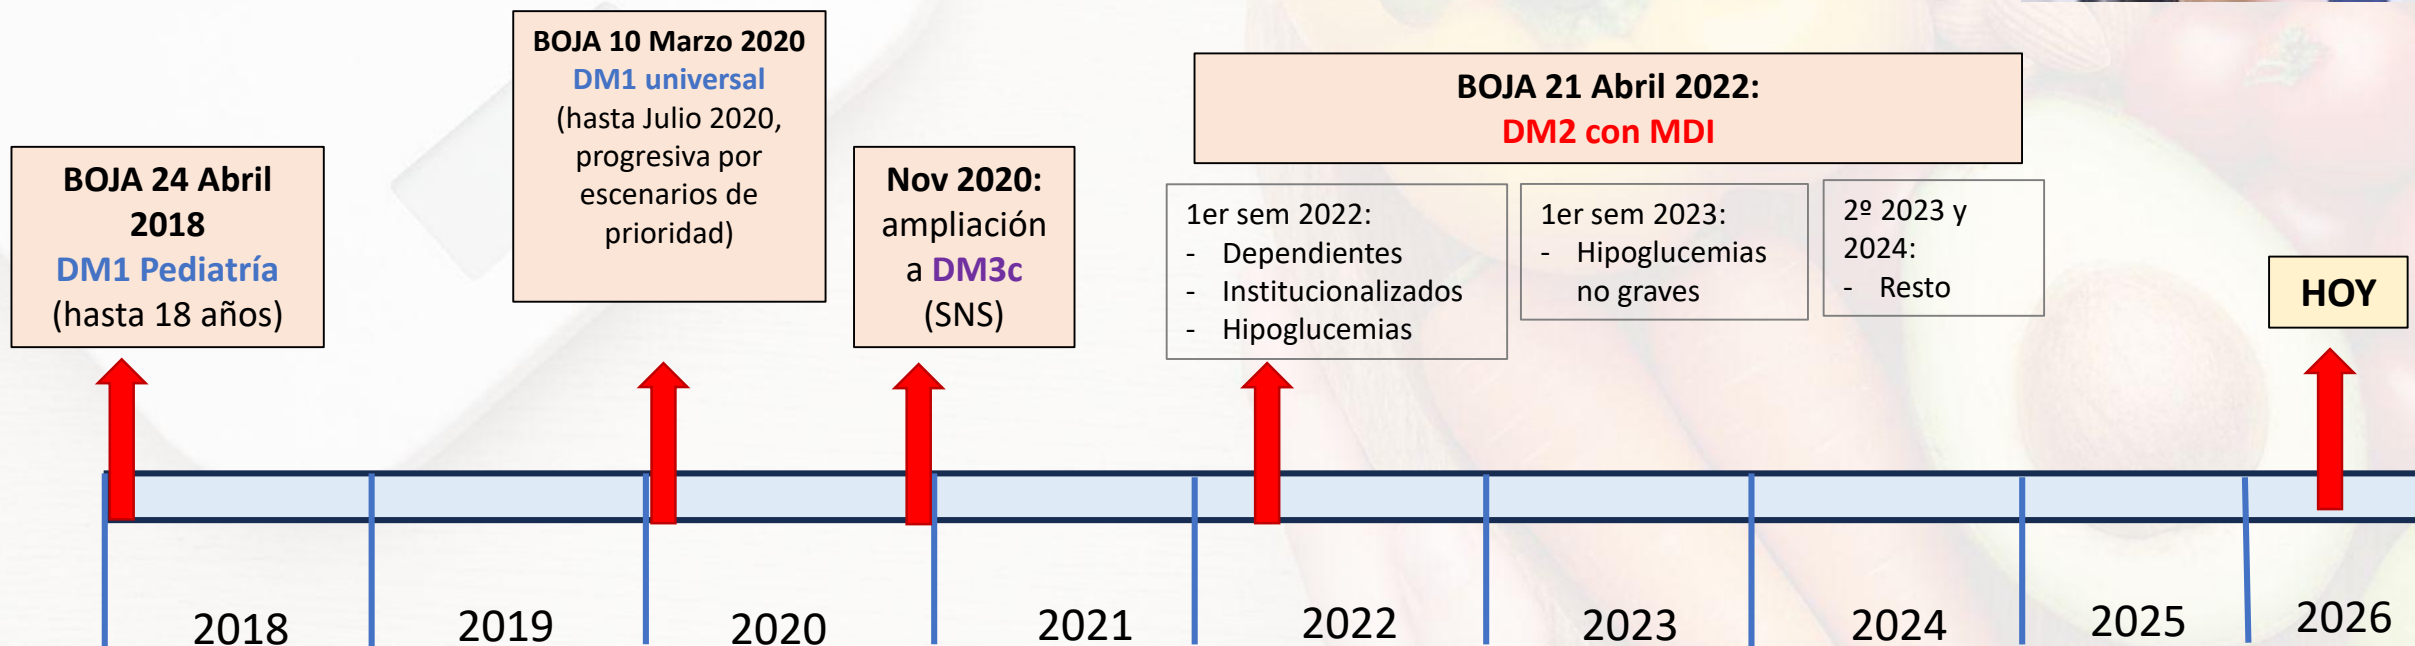 BOJA 24 Abril
2018
DM1 Pediatría
(hasta 18 años)
BOJA 10 Marzo 2020
DM1 universal
(hasta Julio 2020,
progresiva por
escenarios de
prioridad)
Nov 2020:
ampliación
a DM3c
(SNS)
BOJA 21 Abril 2022:
DM2 con MDI
1er sem 2022:
- Dependientes
- Institucionalizados
- Hipoglucemias
1er sem 2023:
- Hipoglucemias
no graves
2º 2023 y
2024:
- Resto
HOY
2018
2019
2020
2021
2022
2023
2024
2025
2026